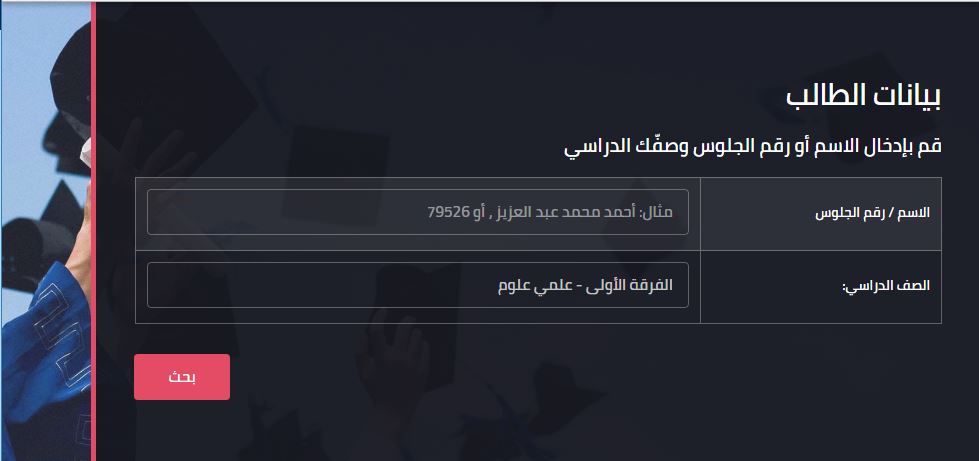 بيانات الطالب
قم بإدخال الاسم أو رقم الجلوس وصفّك الدراسي
الاسم / رقم الجلوس
مثال: أحمد محمد عبد العزيز , أو 79526
الصف الدراسي:
الفرقة الأولى - علمي علوم
بحث